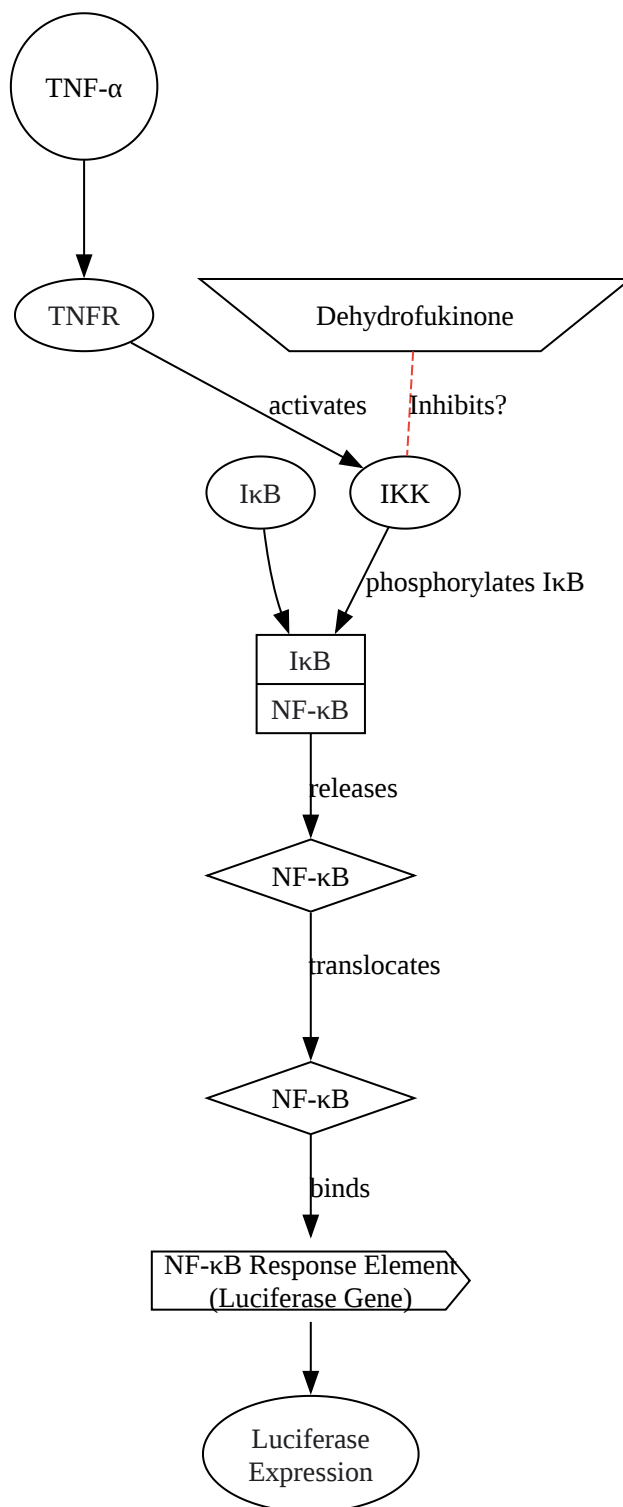 TNF-α
TNFR
Dehydrofukinone
activates
Inhibits?
IκB
IKK
phosphorylates IκB
IκB
NF-κB
releases
NF-κB
translocates
NF-κB
binds
NF-κB Response Element
(Luciferase Gene)
Luciferase
Expression